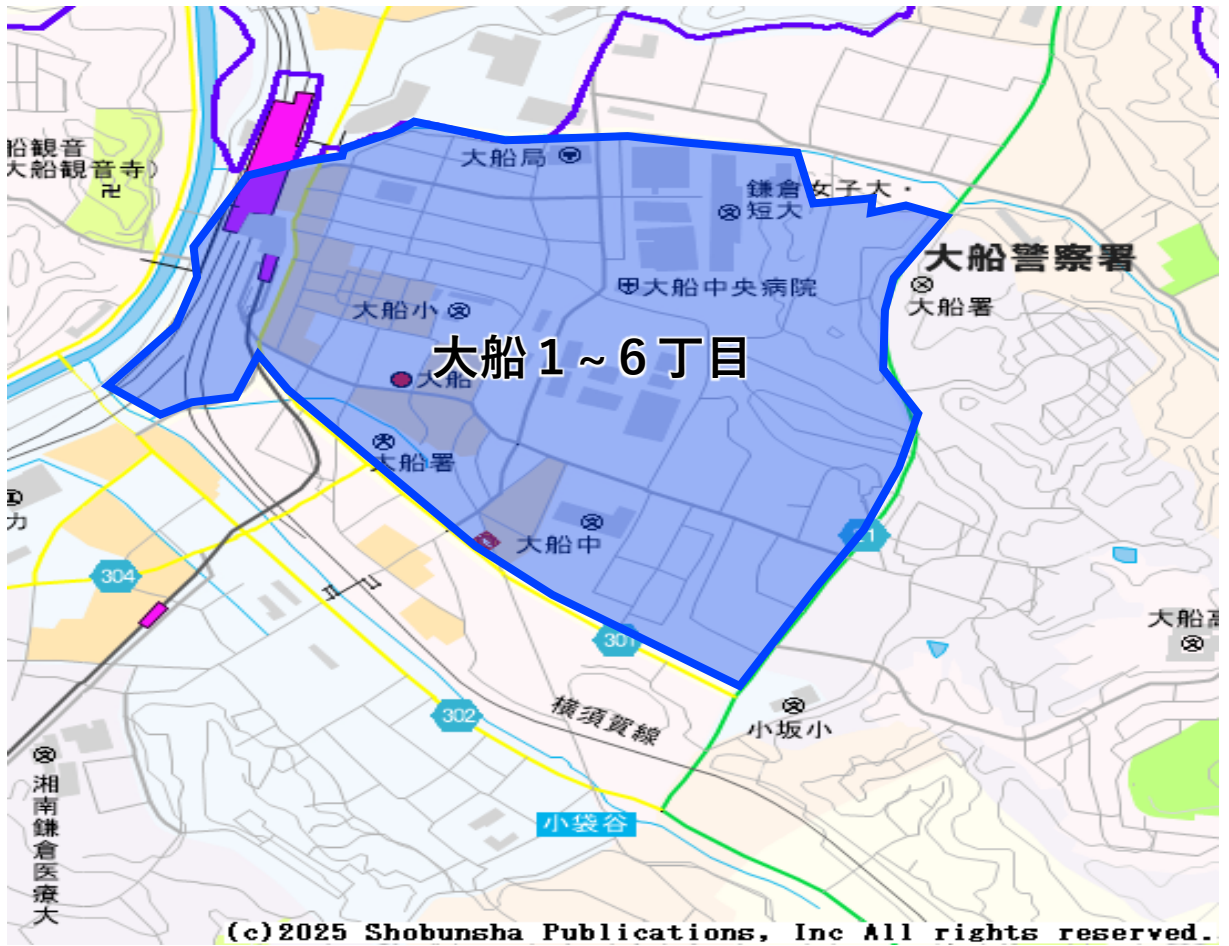 船観音
大船観音寺)
大船局
鎌倉女子大・
短大
大船警察署
大船署
大船中央病院
大船小
大船1~6丁目
大船
大船署
力
大船中
21
304
301
大船高
302
横須賀線
小坂小
湘南鎌倉医療大
小袋谷
(c)2025 Shobunsha Publications, Inc All rights reserved.